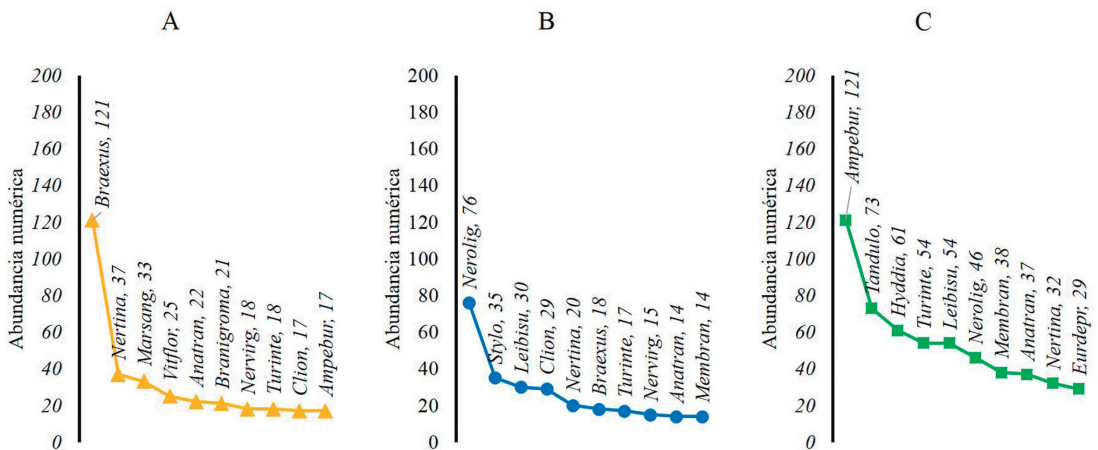 A
Abundancia numérica
200
180
160
140
120
100
80
60
40
20
0
Braexus, 121
Nertina, 37
Marsang, 33
Vitflor, 25
Anatran, 22
Branigroma, 21
Nervirg, 18
Turinte, 18
Clion, 17
Ampebur, 17
B
Abundancia numérica
200
180
160
140
120
100
80
60
40
20
0
Nerolig, 76
Stylo, 35
Leibisu, 30
Clion, 29
Nertina, 20
Braexus, 18
Turinte, 17
Nervirg, 15
Anatran, 14
Membran, 14
C
Abundancia numérica
200
180
160
140
120
100
80
60
40
20
0
Ampebur, 121
Tandulo, 73
Hyddia, 61
Turinte, 54
Leibisu, 54
Nerolig, 46
Membran, 38
Anatran, 37
Nertina, 32
Eurdepr, 29